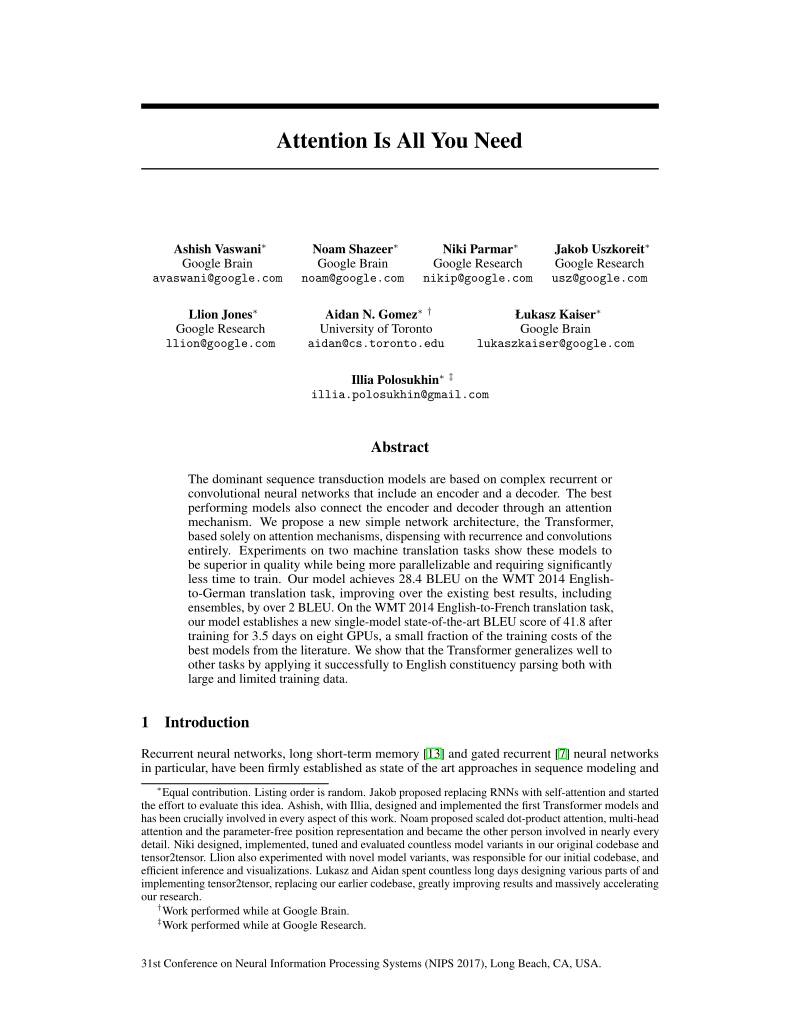 Attention Is All You Need
Ashish Vaswani∗
Google Brain
avaswani@google.com
Noam Shazeer∗
Google Brain
noam@google.com
Niki Parmar∗
Google Research
nikip@google.com
Jakob Uszkoreit∗
Google Research
usz@google.com
Llion Jones∗
Google Research
llion@google.com
Aidan N. Gomez∗ †
University of Toronto
aidan@cs.toronto.edu
Łukasz Kaiser∗
Google Brain
lukaszkaiser@google.com
Illia Polosukhin∗ ‡
illia.polosukhin@gmail.com
Abstract
The dominant sequence transduction models are based on complex recurrent or
convolutional neural networks that include an encoder and a decoder. The best
performing models also connect the encoder and decoder through an attention
mechanism. We propose a new simple network architecture, the Transformer,
based solely on attention mechanisms, dispensing with recurrence and convolutions
entirely. Experiments on two machine translation tasks show these models to
be superior in quality while being more parallelizable and requiring significantly
less time to train. Our model achieves 28.4 BLEU on the WMT 2014 English-
to-German translation task, improving over the existing best results, including
ensembles, by over 2 BLEU. On the WMT 2014 English-to-French translation task,
our model establishes a new single-model state-of-the-art BLEU score of 41.8 after
training for 3.5 days on eight GPUs, a small fraction of the training costs of the
best models from the literature. We show that the Transformer generalizes well to
other tasks by applying it successfully to English constituency parsing both with
large and limited training data.
1 Introduction
Recurrent neural networks, long short-term memory [13] and gated recurrent [7] neural networks
in particular, have been firmly established as state of the art approaches in sequence modeling and
∗Equal contribution. Listing order is random. Jakob proposed replacing RNNs with self-attention and started
the effort to evaluate this idea. Ashish, with Illia, designed and implemented the first Transformer models and
has been crucially involved in every aspect of this work. Noam proposed scaled dot-product attention, multi-head
attention and the parameter-free position representation and became the other person involved in nearly every
detail. Niki designed, implemented, tuned and evaluated countless model variants in our original codebase and
tensor2tensor. Llion also experimented with novel model variants, was responsible for our initial codebase, and
efficient inference and visualizations. Lukasz and Aidan spent countless long days designing various parts of and
implementing tensor2tensor, replacing our earlier codebase, greatly improving results and massively accelerating
our research.
†Work performed while at Google Brain.
‡Work performed while at Google Research.
31st Conference on Neural Information Processing Systems (NIPS 2017), Long Beach, CA, USA.